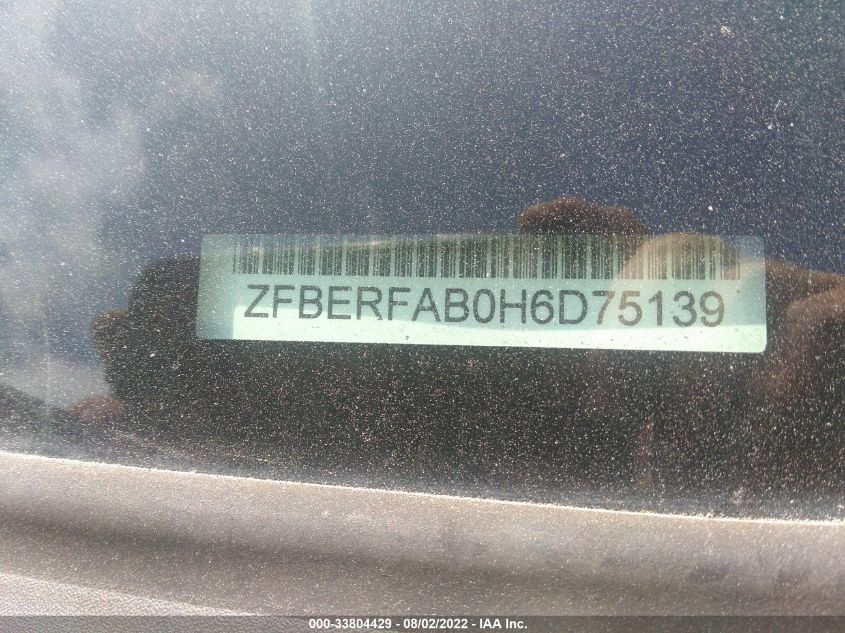 ZFBERFAB0H6D75139
000-33804429 - 08/02/2022 - IAA Inc.